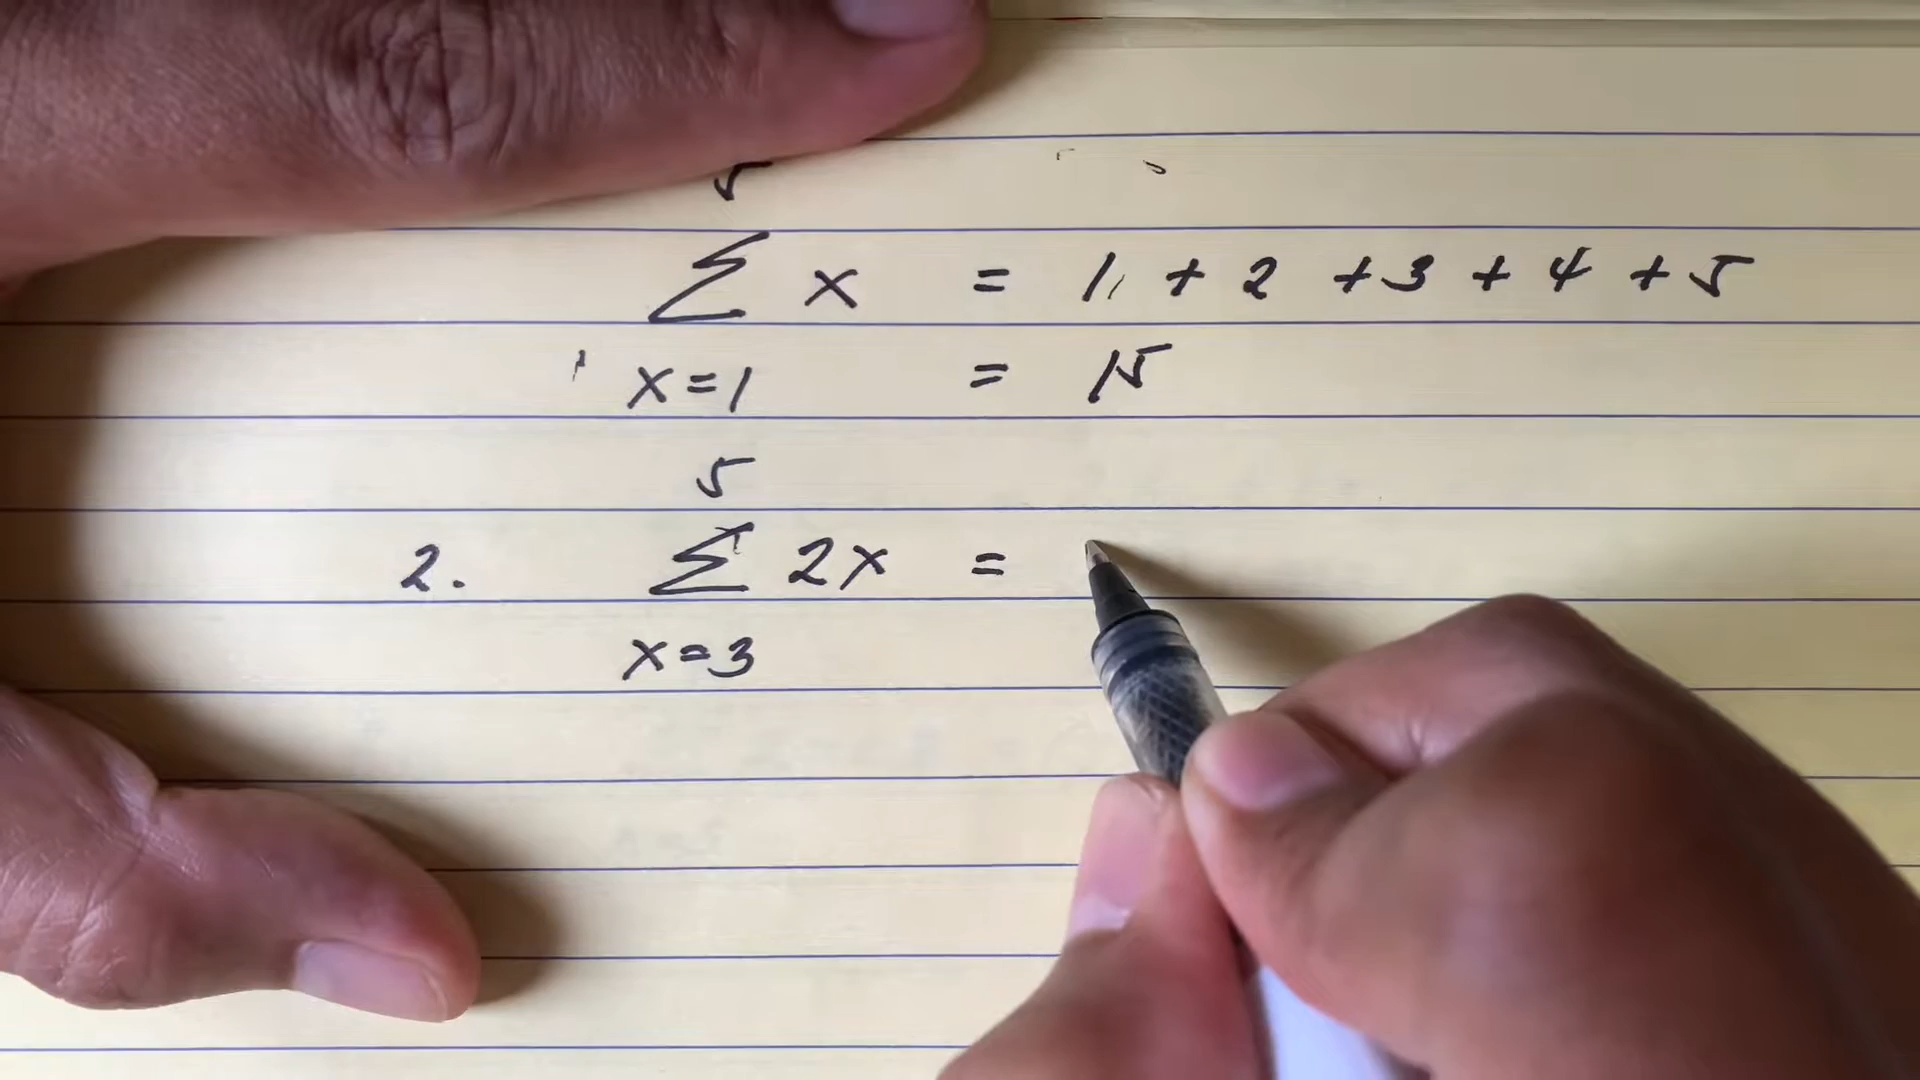 5
∑ x = 1 + 2 + 3 + 4 + 5
x=1 = 15
5
2. ∑ 2x =
x=3